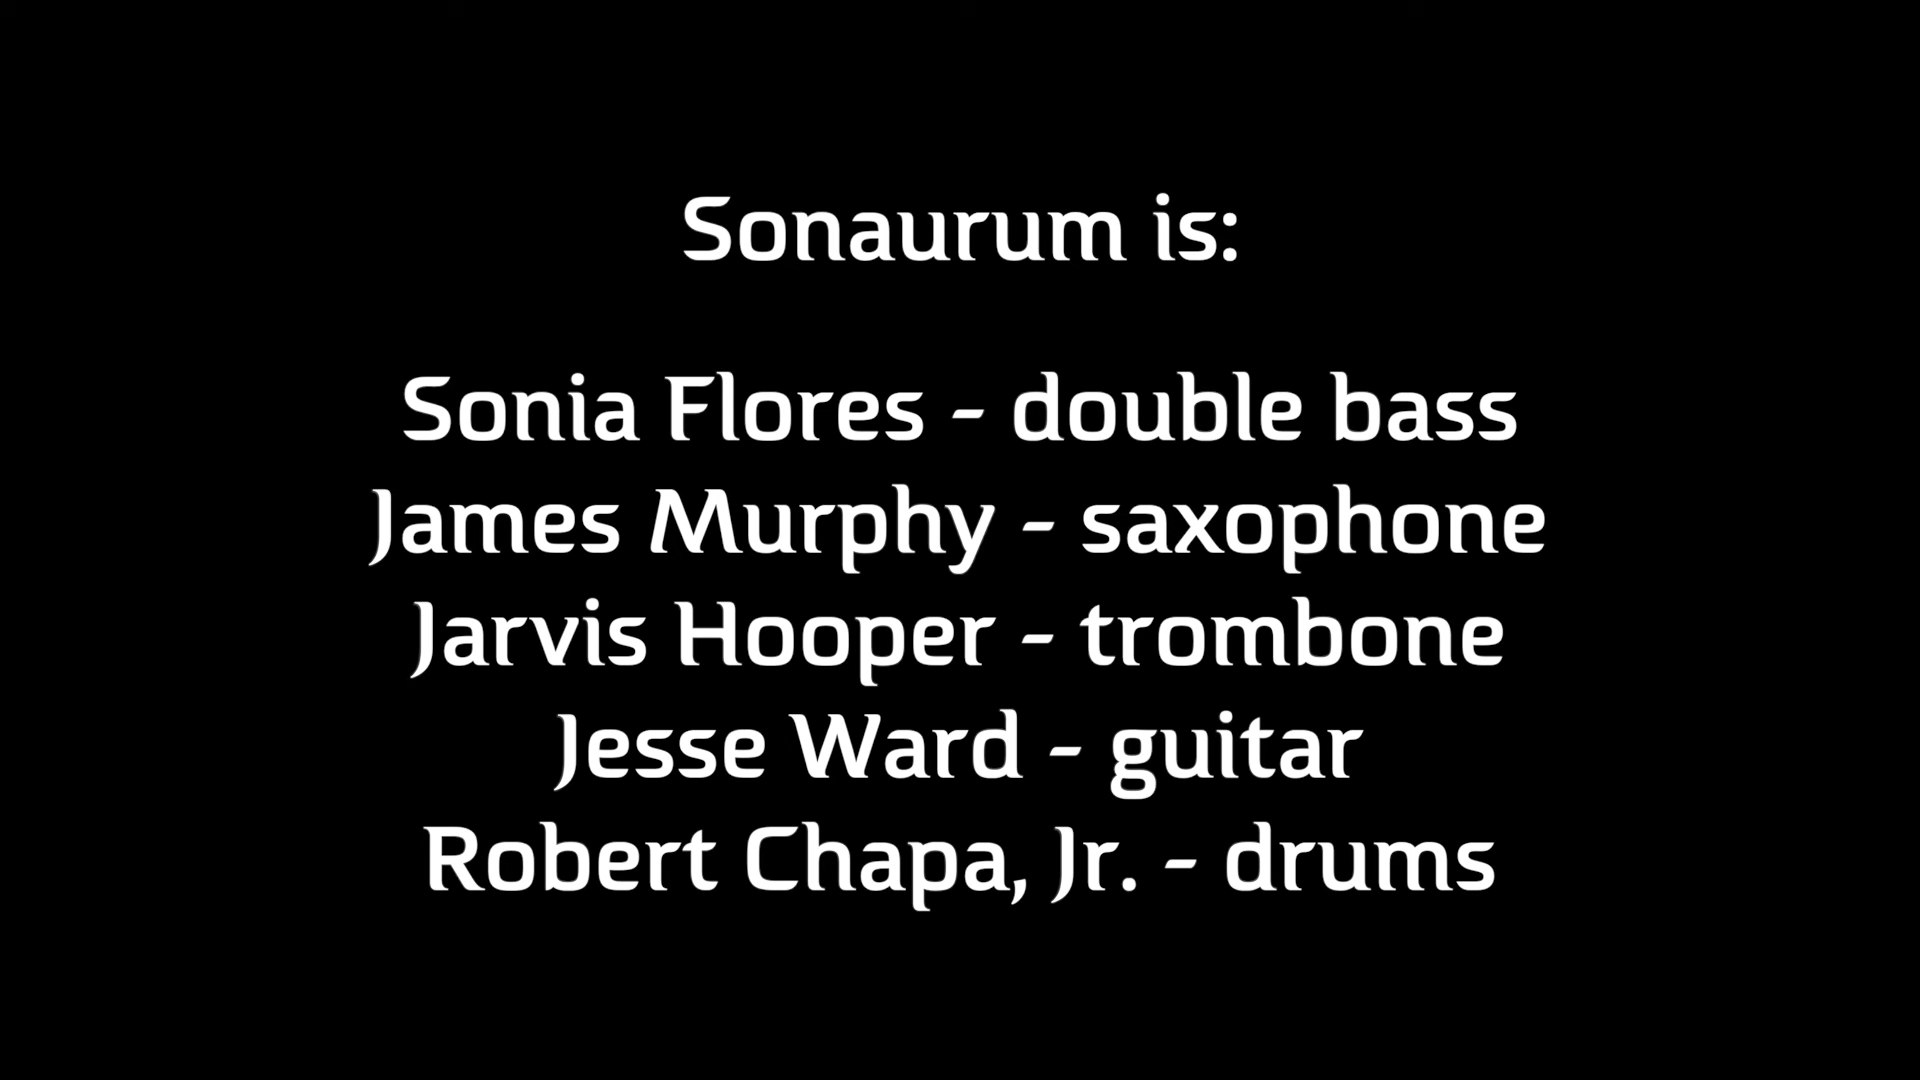 Sonaurum is:
Sonia Flores - double bass
James Murphy - saxophone
Jarvis Hooper - trombone
Jesse Ward - guitar
Robert Chapa, Jr. - drums